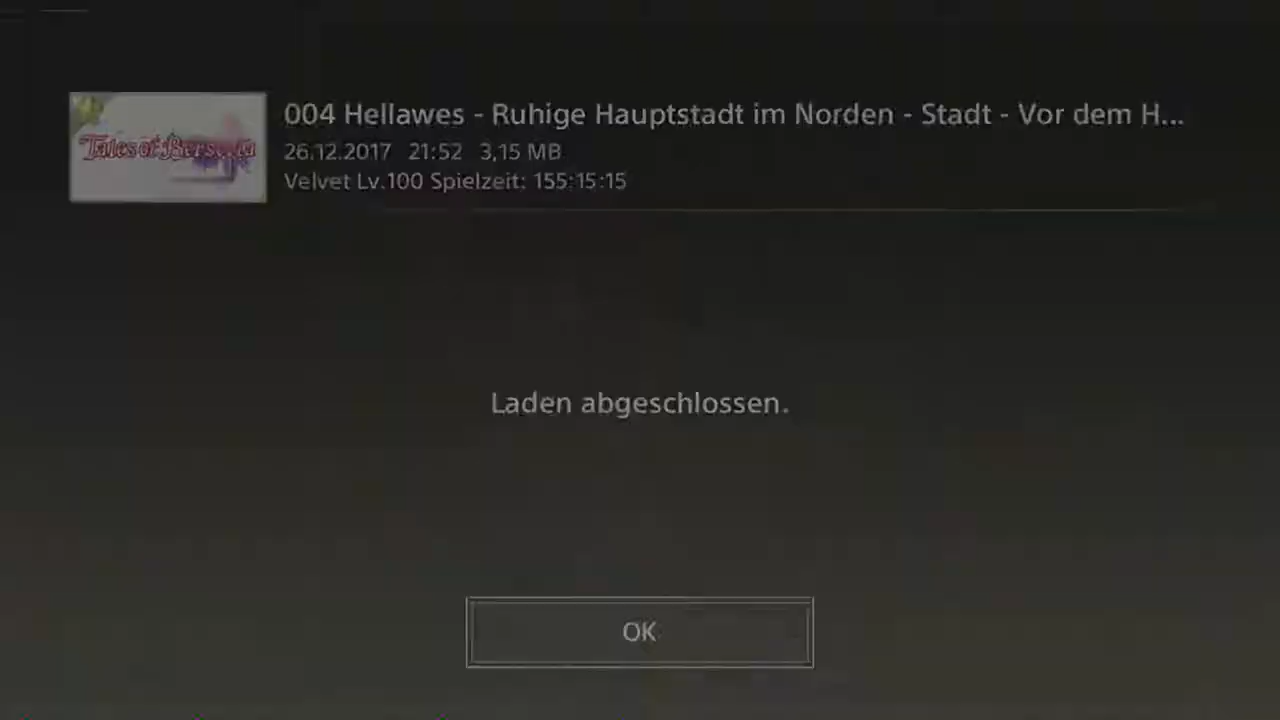 Tales of Berseria
004 Hellawes - Ruhige Hauptstadt im Norden - Stadt - Vor dem H...
26.12.2017 21:52 3,15 MB
Velvet Lv.100 Spielzeit: 155:15:15
Laden abgeschlossen.
OK